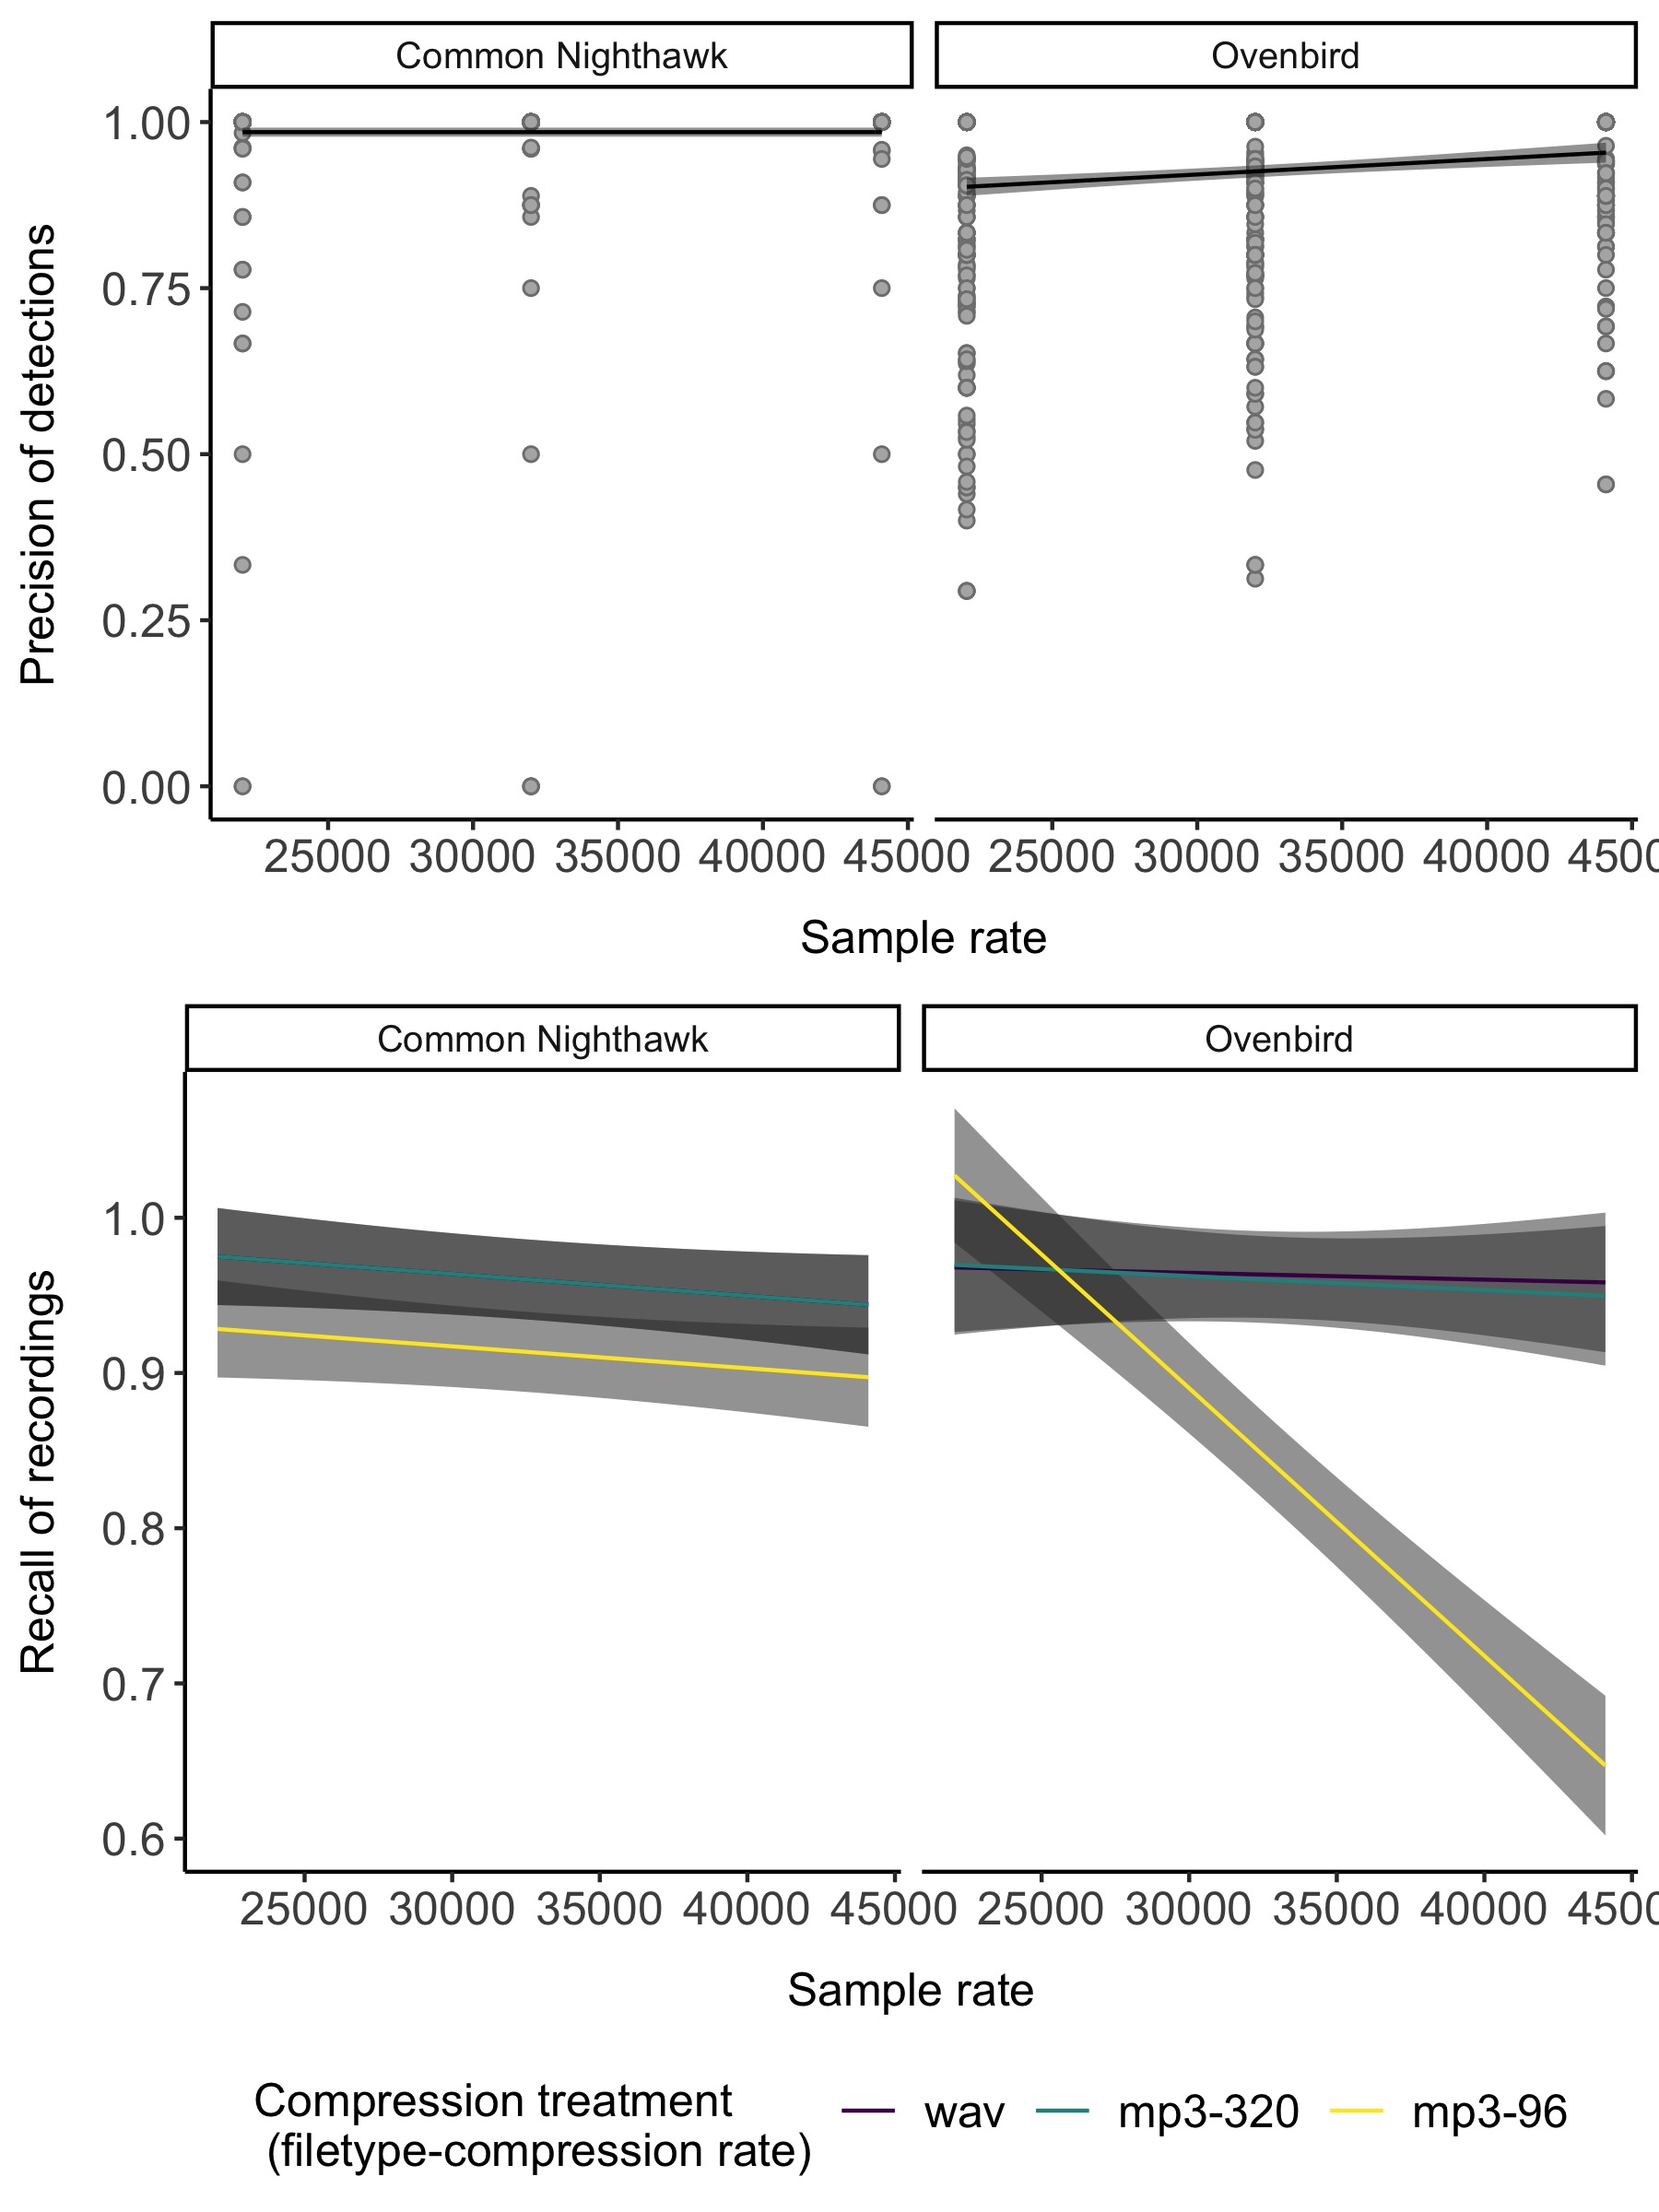 Common Nighthawk
Ovenbird
Precision of detections
1.00
0.75
0.50
0.25
0.00
25000 30000 35000 40000 45000 25000 30000 35000 40000 4500
Sample rate
Common Nighthawk
Ovenbird
Recall of recordings
1.0
0.9
0.8
0.7
0.6
25000 30000 35000 40000 45000 25000 30000 35000 40000 4500
Sample rate
Compression treatment
(filetype-compression rate)
wav
mp3-320
mp3-96